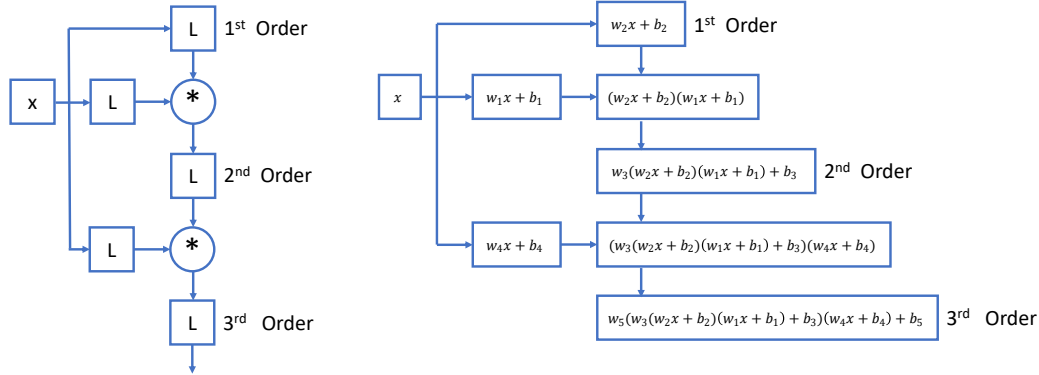 L 1st Order
x L *
L 2nd Order
L *
L 3rd Order
w₂x + b₂ 1st Order
x w₁x + b₁ (w₂x + b₂)(w₁x + b₁)
w₃(w₂x + b₂)(w₁x + b₁) + b₃ 2nd Order
w₄x + b₄ (w₃(w₂x + b₂)(w₁x + b₁) + b₃)(w₄x + b₄)
w₅(w₃(w₂x + b₂)(w₁x + b₁) + b₃)(w₄x + b₄) + b₅ 3rd Order